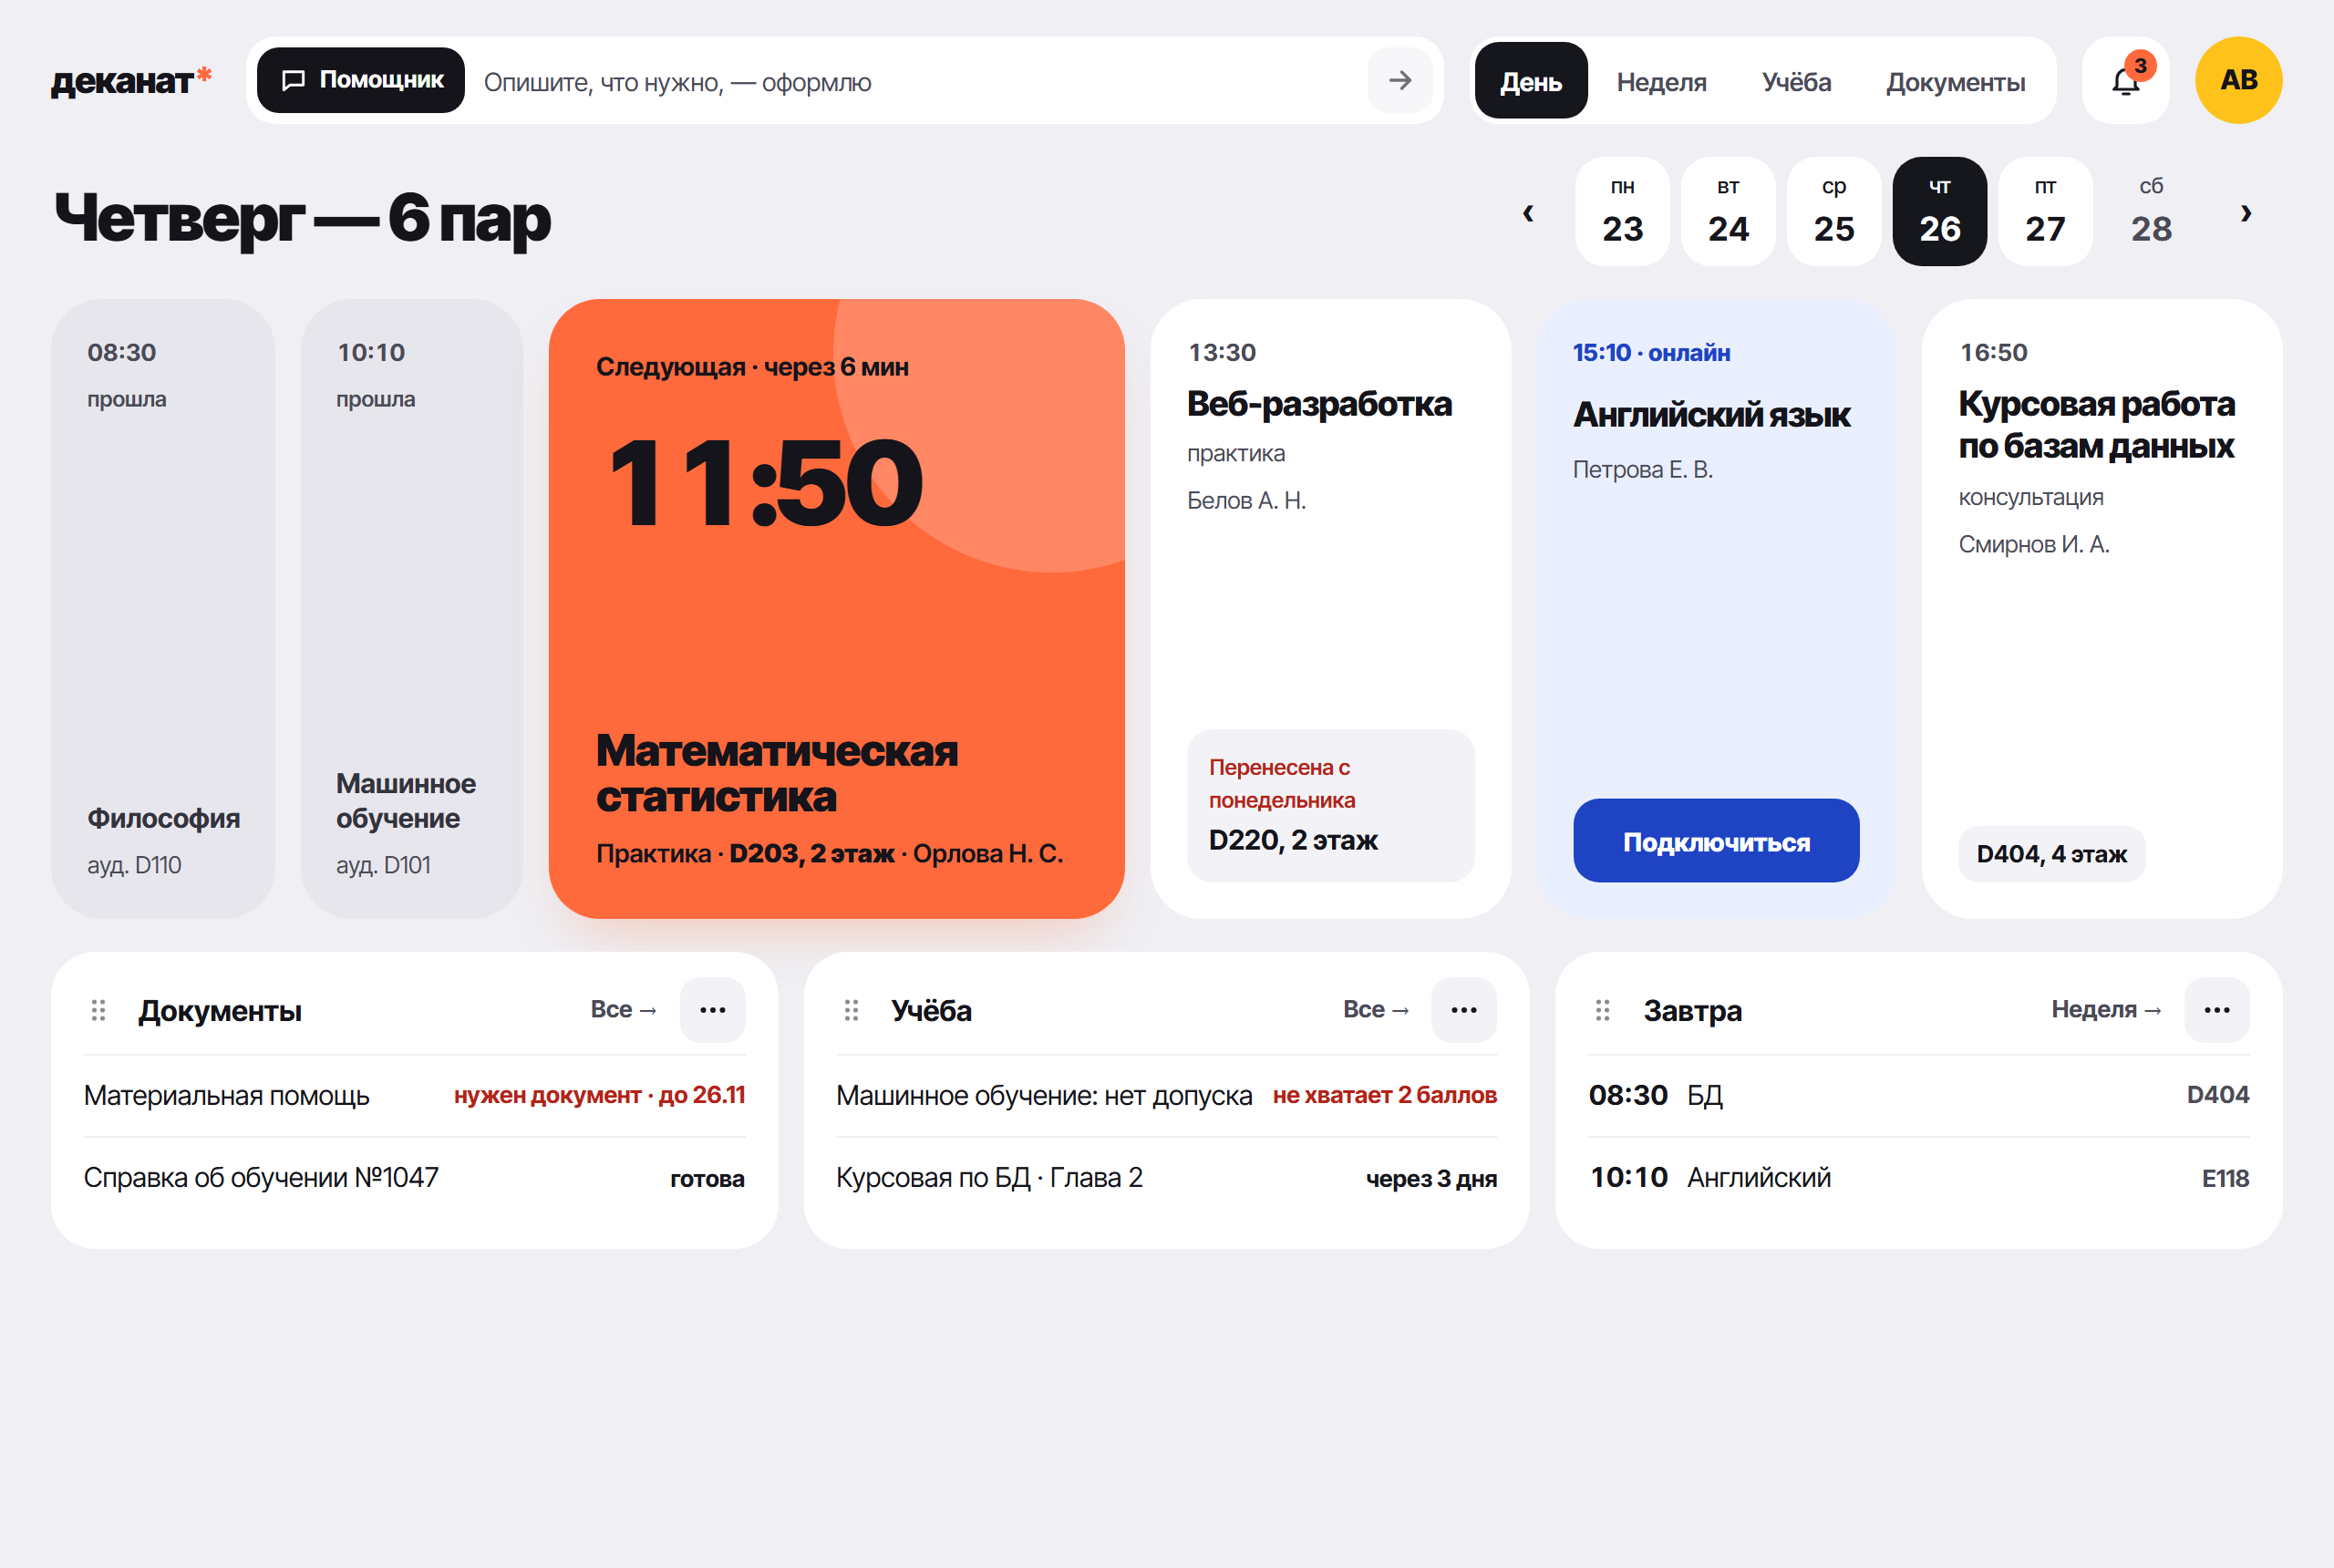 деканат*
Помощник
Опишите, что нужно, — оформлю
День
Неделя
Учёба
Документы
3
АВ
Четверг — 6 пар
‹
пн
23
вт
24
ср
25
чт
26
пт
27
сб
28
›
08:30
прошла
Философия
ауд. D110
10:10
прошла
Машинное
обучение
ауд. D101
Следующая · через 6 мин
11:50
Математическая
статистика
Практика · D203, 2 этаж · Орлова Н. С.
13:30
Веб-разработка
практика
Белов А. Н.
Перенесена с
понедельника
D220, 2 этаж
15:10 · онлайн
Английский язык
Петрова Е. В.
Подключиться
16:50
Курсовая работа
по базам данных
консультация
Смирнов И. А.
D404, 4 этаж
Документы
Все →
Материальная помощь
нужен документ · до 26.11
Справка об обучении №1047
готова
Учёба
Все →
Машинное обучение: нет допуска
не хватает 2 баллов
Курсовая по БД · Глава 2
через 3 дня
Завтра
Неделя →
08:30 БД
D404
10:10 Английский
E118